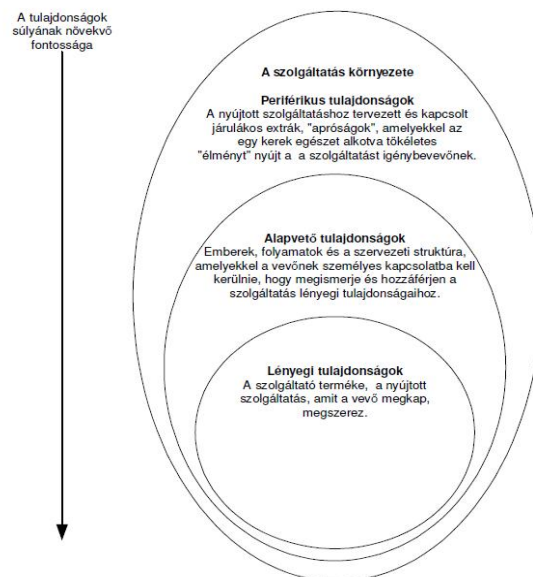 A tulajdonságok
súlyának növekvő
fontossága
A szolgáltatás környezete
Periférikus tulajdonságok
A nyújtott szolgáltatáshoz tervezett és kapcsolt
járulékos extrák, "apróságok", amelyekkel az
egy kerek egészet alkotva tökéletes
"élményt" nyújt a a szolgáltatást igénybevevőnek.
Alapvető tulajdonságok
Emberek, folyamatok és a szervezeti struktúra,
amelyekkel a vevőnek személyes kapcsolatba kell
kerülnie, hogy megismerje és hozzáférjen a
szolgáltatás lényegi tulajdonságaihoz.
Lényegi tulajdonságok
A szolgáltató terméke, a nyújtott
szolgáltatás, amit a vevő megkap,
megszerez.